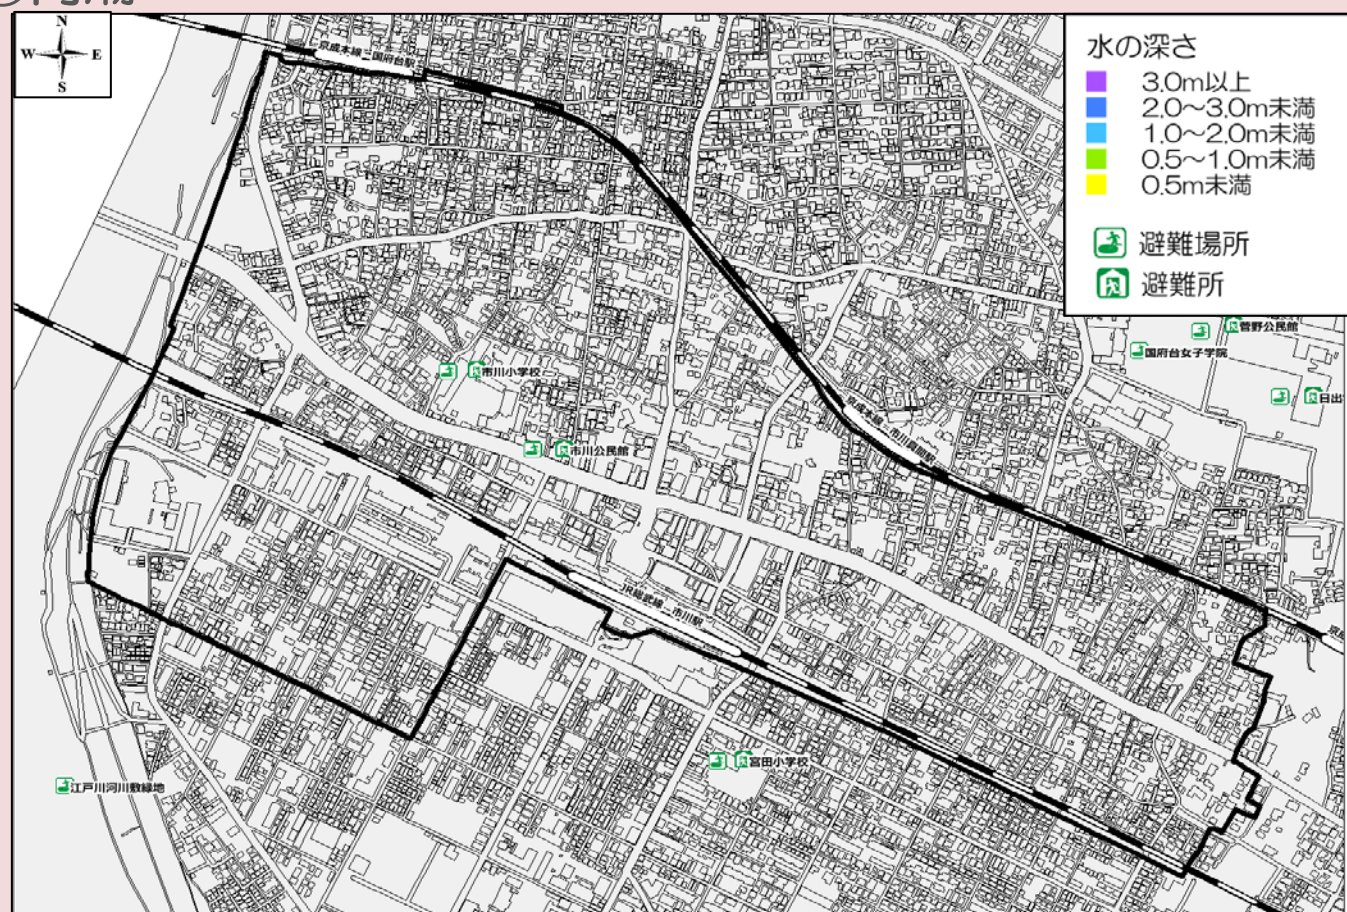 N
W E
S
京成本線 国府台駅
水の深さ
3.0m以上
2.0～3.0m未満
1.0～2.0m未満
0.5～1.0m未満
0.5m未満
避難場所
避難所
菅野公民館
国府台女子学院
日出
市川小学校
市川公民館
京成本線 市川真間駅
JR総武線 市川駅
宮田小学校
江戸川河川敷緑地